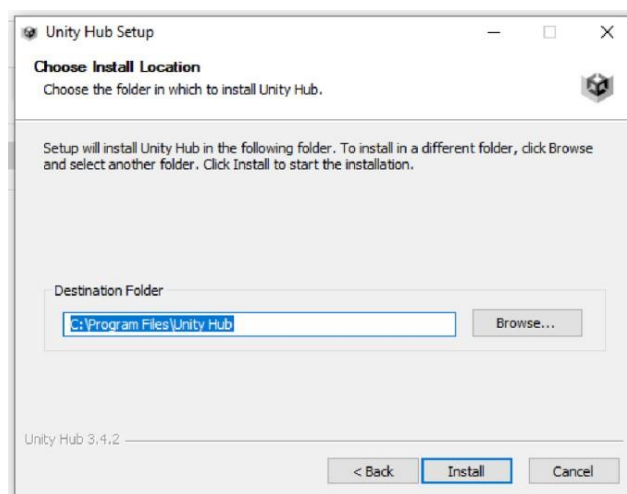 Unity Hub Setup
Choose Install Location
Choose the folder in which to install Unity Hub.
Setup will install Unity Hub in the following folder. To install in a different folder, click Browse
and select another folder. Click Install to start the installation.
Destination Folder
C:\Program Files\Unity Hub
Browse...
Unity Hub 3.4.2
< Back
Install
Cancel